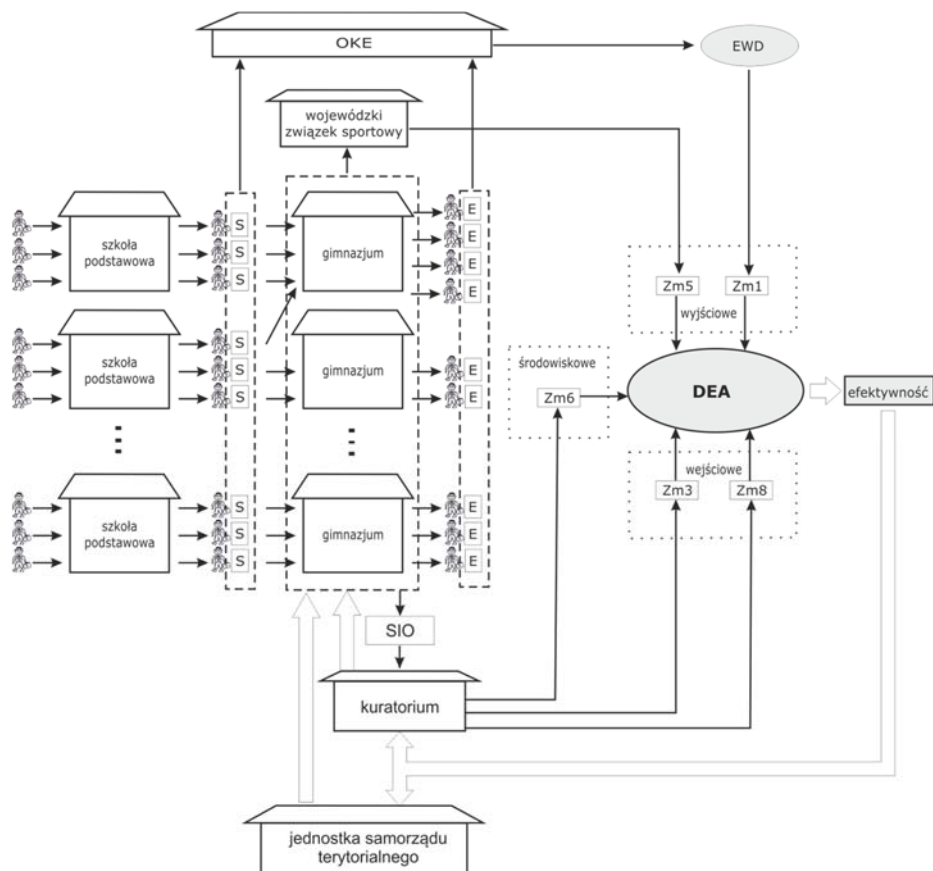 OKE
EWD
wojewódzki
związek sportowy
szkoła
podstawowa
S
S
S
gimnazjum
E
E
E
E
szkoła
podstawowa
S
S
S
gimnazjum
E
E
szkoła
podstawowa
S
S
S
gimnazjum
E
E
E
Zm5
Zm1
wyjściowe
środowiskowe
Zm6
DEA
efektywność
wejściowe
Zm3
Zm8
SIO
kuratorium
jednostka samorządu
terytorialnego